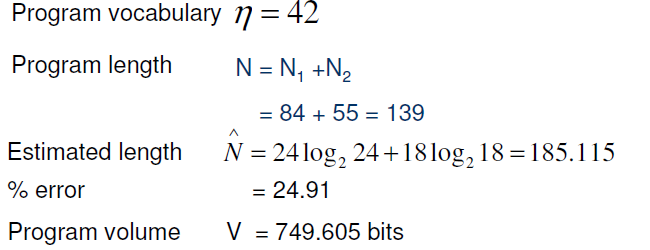 Program vocabulary η = 42
Program length N = N₁ +N₂
= 84 + 55 = 139
Estimated length N̂ = 24 log₂ 24 + 18 log₂ 18 = 185.115
% error = 24.91
Program volume V = 749.605 bits